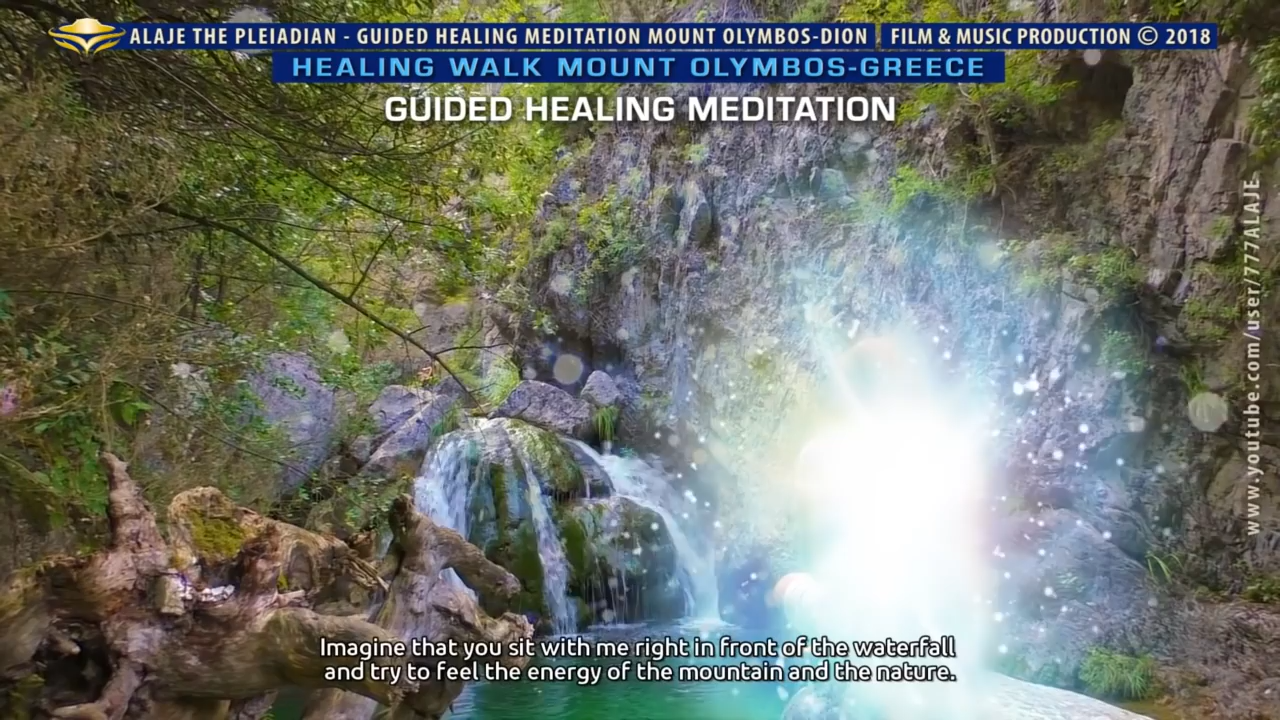 ALAJE THE PLEIADIAN - GUIDED HEALING MEDITATION MOUNT OLYMBOS-DION | FILM & MUSIC PRODUCTION © 2018
HEALING WALK MOUNT OLYMBOS-GREECE
GUIDED HEALING MEDITATION
www.youtube.com/user/777ALAJE
Imagine that you sit with me right in front of the waterfall
and try to feel the energy of the mountain and the nature.